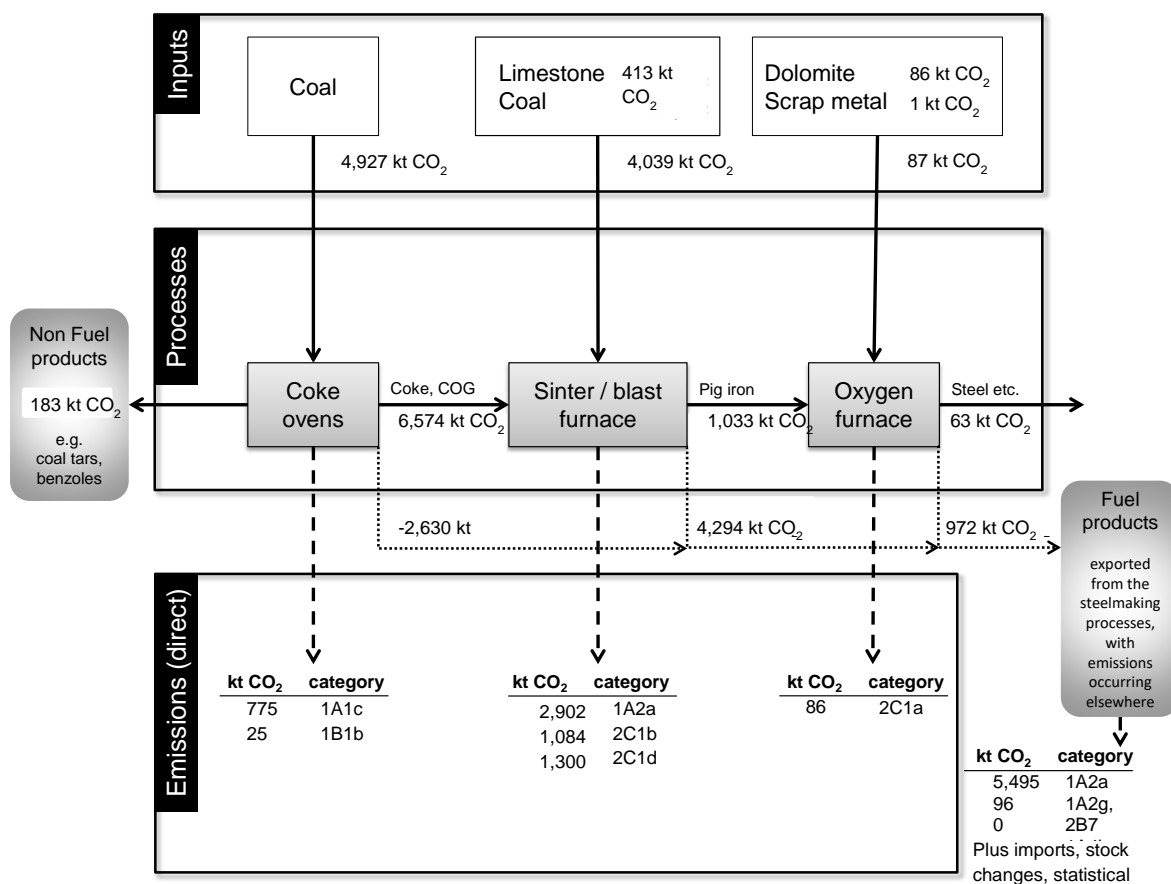 Inputs
Coal
Limestone 413 kt
Coal CO2
Dolomite 86 kt CO2
Scrap metal 1 kt CO2
4,927 kt CO2
4,039 kt CO2
87 kt CO2
Processes
Non Fuel
products
183 kt CO2
e.g.
coal tars,
benzoles
Coke
ovens
Coke, COG
6,574 kt CO2
Sinter / blast
furnace
Pig iron
1,033 kt CO2
Oxygen
furnace
Steel etc.
63 kt CO2
-2,630 kt
4,294 kt CO2
972 kt CO2
Fuel
products
exported
from the
steelmaking
processes,
with
emissions
occurring
elsewhere
Emissions (direct)
kt CO2 category
775 1A1c
25 1B1b
kt CO2 category
2,902 1A2a
1,084 2C1b
1,300 2C1d
kt CO2 category
86 2C1a
kt CO2 category
5,495 1A2a
96 1A2g,
0 2B7
Plus imports, stock
changes, statistical